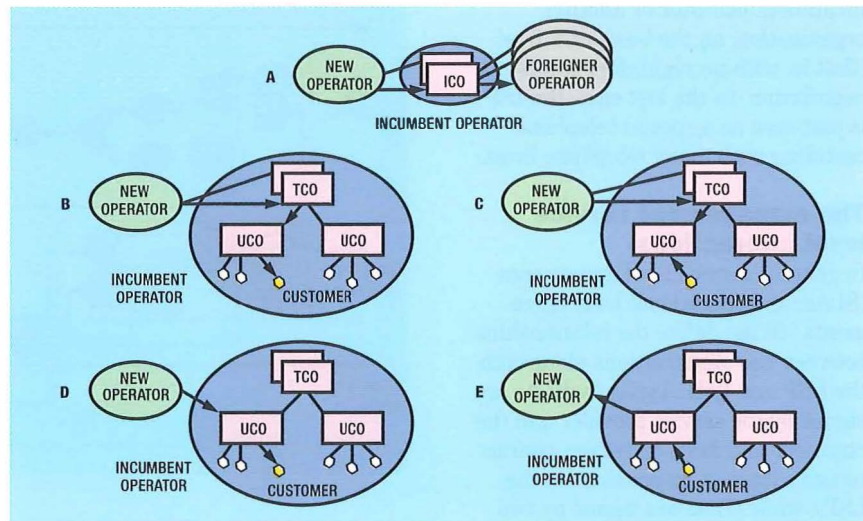 A
NEW
OPERATOR
ICO
FOREIGNER
OPERATOR
INCUMBENT OPERATOR
B
NEW
OPERATOR
TCO
UCO
UCO
INCUMBENT
OPERATOR
CUSTOMER
C
NEW
OPERATOR
TCO
UCO
UCO
INCUMBENT
OPERATOR
CUSTOMER
D
NEW
OPERATOR
TCO
UCO
UCO
INCUMBENT
OPERATOR
CUSTOMER
E
NEW
OPERATOR
TCO
UCO
UCO
INCUMBENT
OPERATOR
CUSTOMER